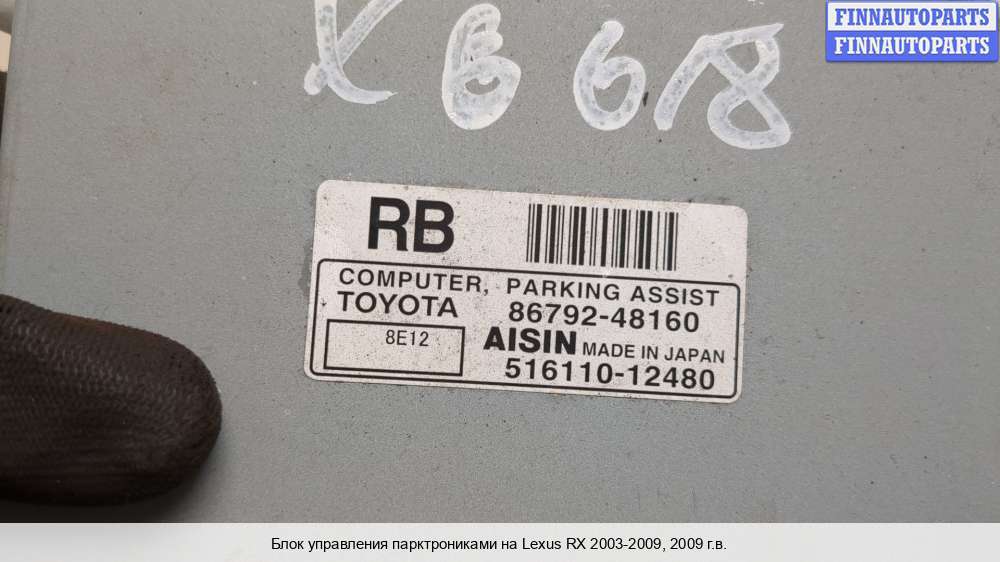 FINNAUTOPARTS
FINNAUTOPARTS
XB618
RB
COMPUTER, PARKING ASSIST
TOYOTA 86792-48160
8E12
AISIN MADE IN JAPAN
516110-12480
Блок управления парктрониками на Lexus RX 2003-2009, 2009 г.в.